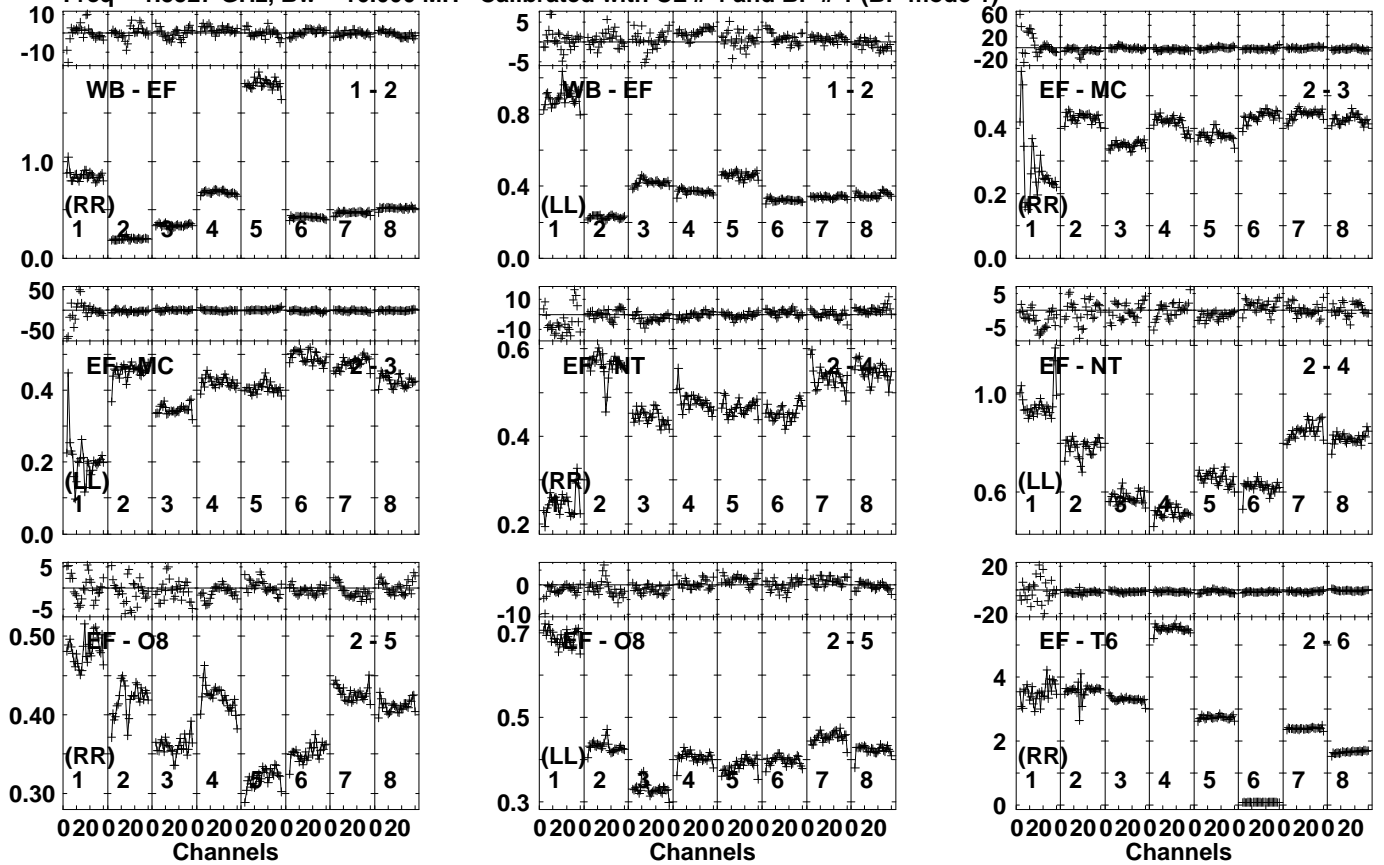 10
-10
WB - EF 1 - 2
1.0
(RR)
1 2 3 4 5 6 7 8
0.0
5
-5
WB - EF 1 - 2
0.8
0.4
(LL)
1 2 3 4 5 6 7 8
0.0
60
20
-20
EF - MC 2 - 3
0.4
0.2
(RR)
1 2 3 4 5 6 7 8
0.0
50
-50
EF - MC 2 - 3
0.4
0.2
(LL)
1 2 3 4 5 6 7 8
0.0
10
-10
0.6
EF - NT 2 - 4
0.4
(RR)
1 2 3 4 5 6 7 8
0.2
5
-5
EF - NT 2 - 4
1.0
0.6
(LL)
1 2 3 4 5 6 7 8
5
-5
0.50
EF - O8 2 - 5
0.40
(RR)
1 2 3 4 5 6 7 8
0.30
0
-10
0.7
EF - O8 2 - 5
0.5
(LL)
1 2 3 4 5 6 7 8
0.3
20
-20
EF - T6 2 - 6
4
2
(RR)
1 2 3 4 5 6 7 8
0
0 20 0 20 0 20 0 20 0 20 0 20 0 20 0 20
Channels
0 20 0 20 0 20 0 20 0 20 0 20 0 20 0 20
Channels
0 20 0 20 0 20 0 20 0 20 0 20 0 20 0 20
Channels